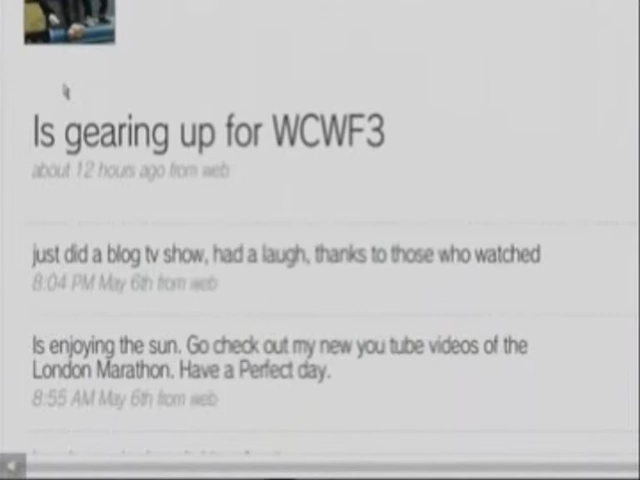 Is gearing up for WCWF3
about 12 hours ago from web
just did a blog tv show, had a laugh, thanks to those who watched
8:04 PM May 6th from web
Is enjoying the sun. Go check out my new you tube videos of the
London Marathon. Have a Perfect day.
8:55 AM May 6th from web